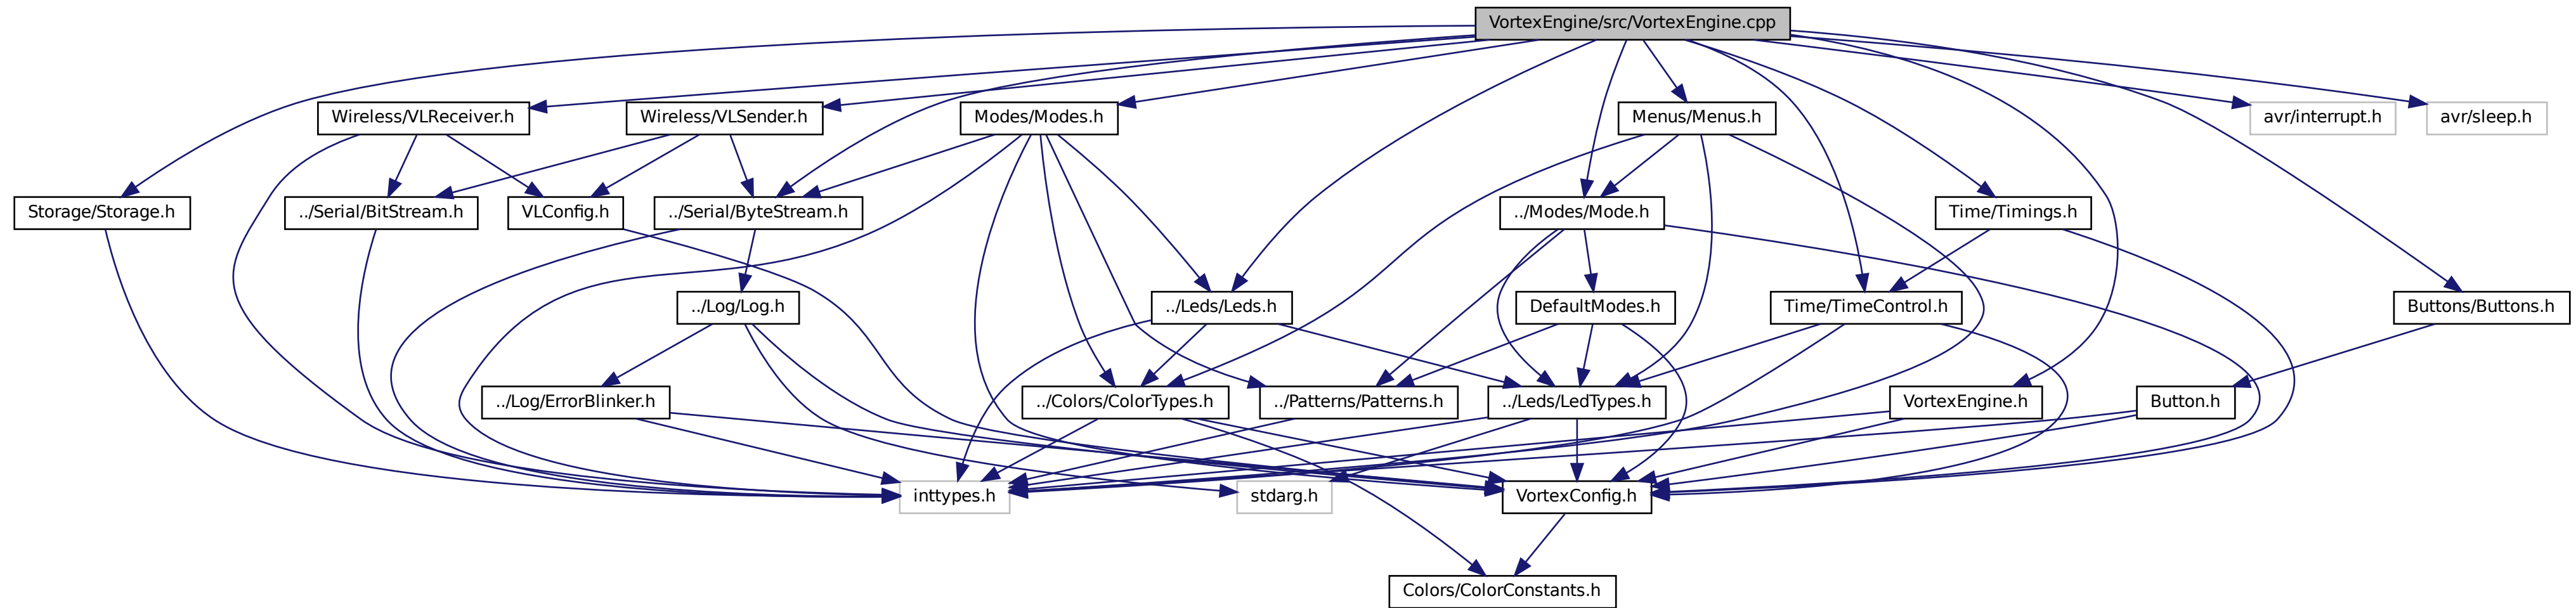 VortexEngine/src/VortexEngine.cpp
Wireless/VLReceiver.h
Wireless/VLSender.h
Modes/Modes.h
Menus/Menus.h
avr/interrupt.h
avr/sleep.h
Storage/Storage.h
../Serial/BitStream.h
VLConfig.h
../Serial/ByteStream.h
../Modes/Mode.h
Time/Timings.h
../Log/Log.h
../Leds/Leds.h
DefaultModes.h
Time/TimeControl.h
Buttons/Buttons.h
../Log/ErrorBlinker.h
../Colors/ColorTypes.h
../Patterns/Patterns.h
../Leds/LedTypes.h
VortexEngine.h
Button.h
inttypes.h
stdarg.h
VortexConfig.h
Colors/ColorConstants.h